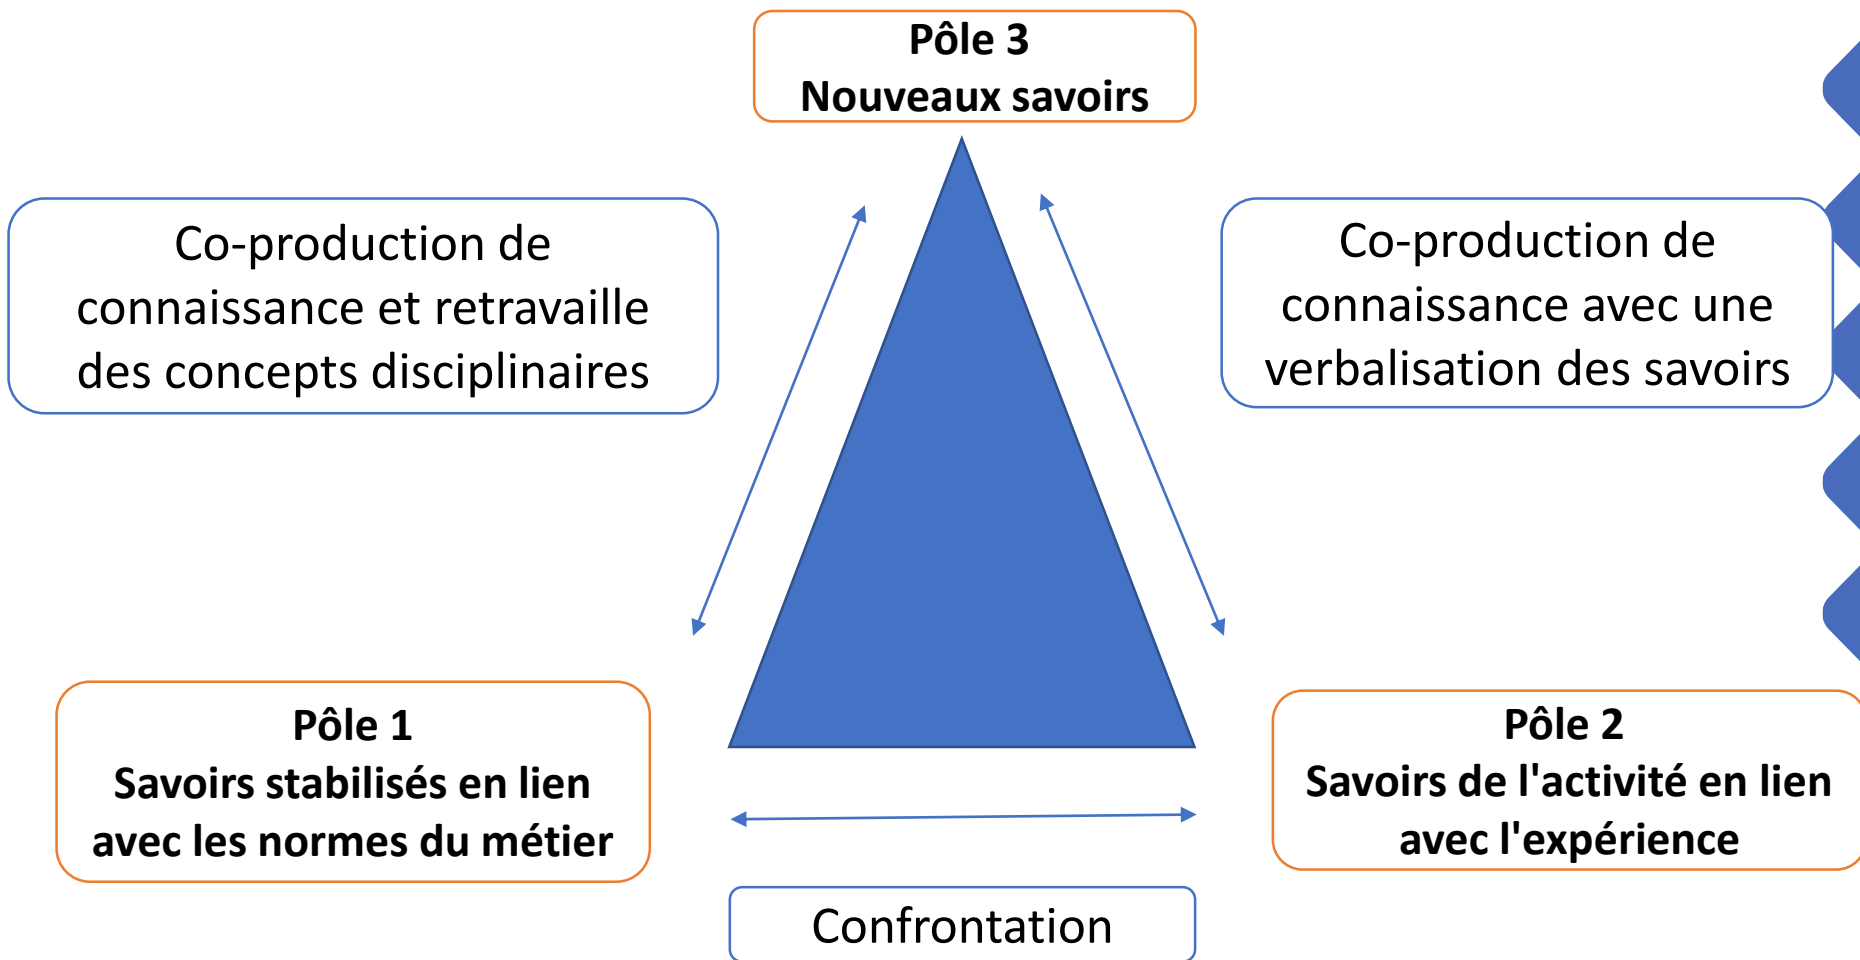 Pôle 3
Nouveaux savoirs
Co-production de
connaissance et retravaille
des concepts disciplinaires
Co-production de
connaissance avec une
verbalisation des savoirs
Pôle 1
Savoirs stabilisés en lien
avec les normes du métier
Pôle 2
Savoirs de l'activité en lien
avec l'expérience
Confrontation